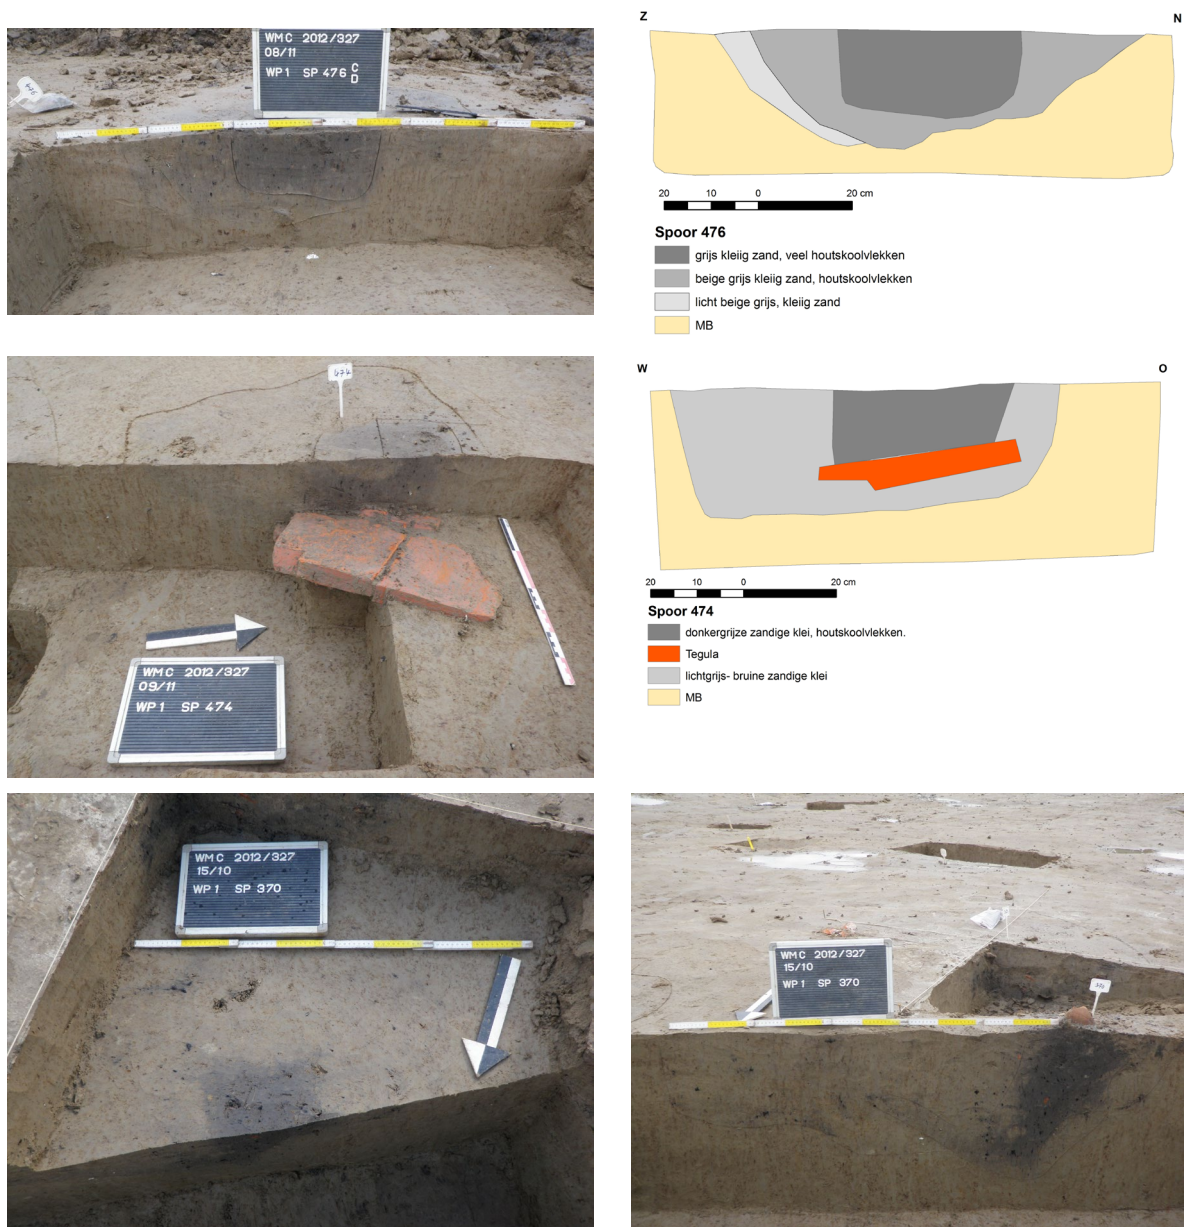 WMC 2012/327
08/11
WP1 SP 476 C
D
476
Z N
20 10 0 20 cm
Spoor 476
grijs kleiig zand, veel houtskoolvlekken
beige grijs kleiig zand, houtskoolvlekken
licht beige grijs, kleiig zand
MB
474
WMC 2012/327
09/11
WP1 SP 474
W O
20 10 0 20 cm
Spoor 474
donkergrijze zandige klei, houtskoolvlekken.
Tegula
lichtgrijs- bruine zandige klei
MB
WMC 2012/327
15/10
WP1 SP 370
WMC 2012/327
15/10
WP1 SP 370